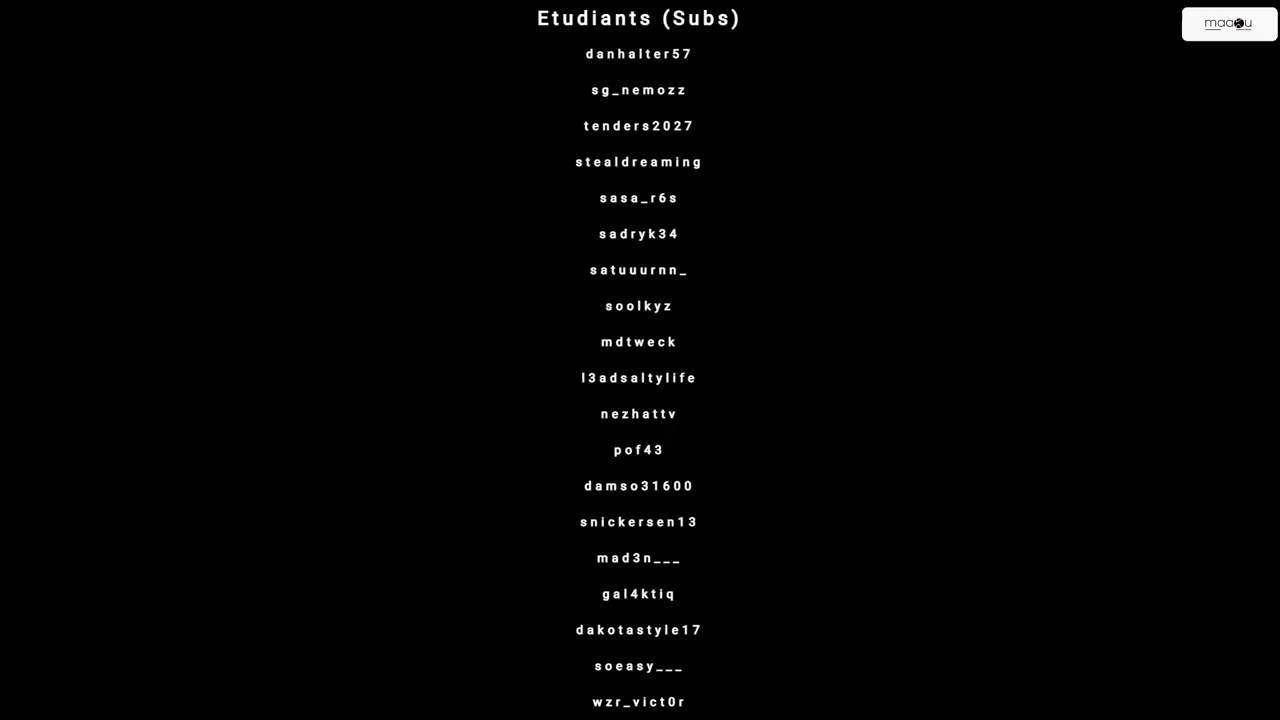 Etudiants (Subs)
danhalter57
sg_nemozz
tenders2027
stealdreaming
sasa_r6s
sadryk34
satuuurnn_
soolkyz
mdtweck
l3adsaltylife
nezhattv
pof43
damso31600
snickersen13
mad3n___
gal4ktiq
dakotastyle17
soeasy___
wzr_vict0r